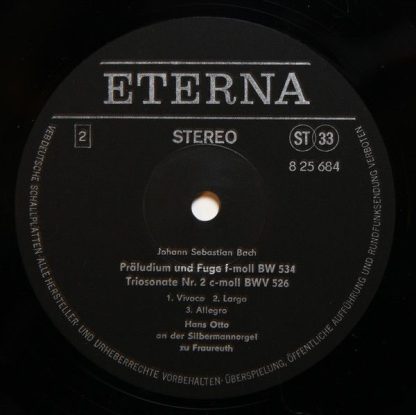 ETERNA
2
STEREO
ST 33
8 25 684
Johann Sebastian Bach
Präludium und Fuge f-moll BW 534
Triosonate Nr. 2 c-moll BWV 526
1. Vivace 2. Largo
3. Allegro
Hans Otto
an der Silbermannorgel
zu Fraureuth
VEB DEUTSCHE SCHALLPLATTEN ALLE HERSTELLER UND URHEBERRECHTE VORBEHALTEN · ÜBERSPIELUNG, ÖFFENTLICHE AUFFÜHRUNG UND RUNDFUNKSENDUNG VERBOTEN